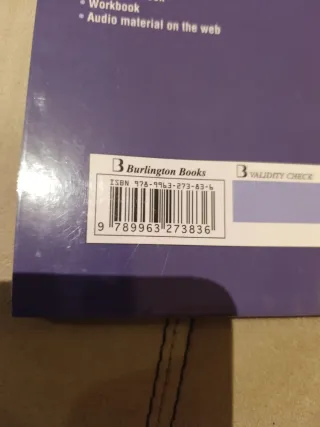 • Workbook
• Audio material on the web
B Burlington Books
B VALIDITY CHECK
ISBN 978-9963-273-83-6
9 789963 273836